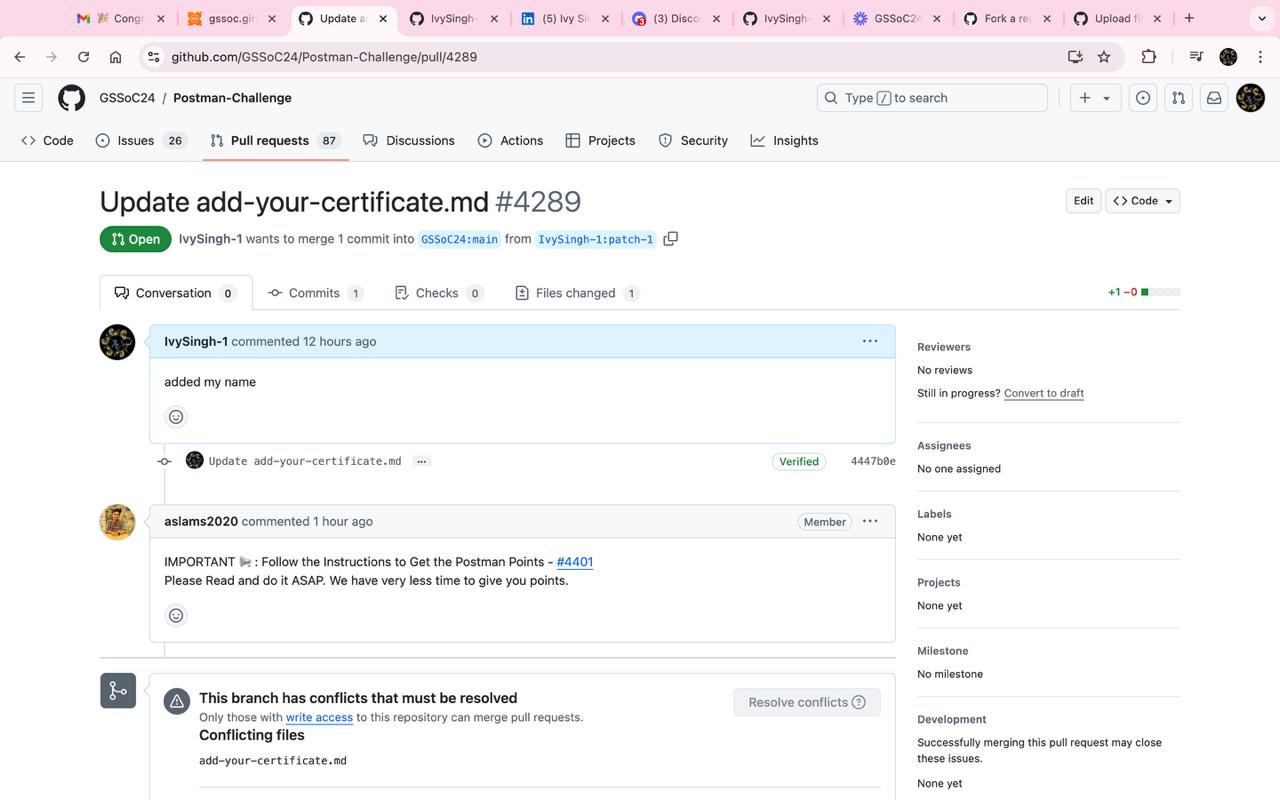 Congr
gssoc.girl
Update a
IvySingh-
(5) Ivy Sin
(3) Disco
IvySingh-
GSSoC24
Fork a rep
Upload fi
github.com/GSSoC24/Postman-Challenge/pull/4289
GSSoC24 / Postman-Challenge
Type / to search
Code
Issues 26
Pull requests 87
Discussions
Actions
Projects
Security
Insights
Update add-your-certificate.md #4289
Edit
<> Code
Open
IvySingh-1 wants to merge 1 commit into GSSoC24:main from IvySingh-1:patch-1
Conversation 0
Commits 1
Checks 0
Files changed 1
+1 −0
IvySingh-1 commented 12 hours ago
added my name
Update add-your-certificate.md ...
Verified
4447b0e
aslams2020 commented 1 hour ago
Member
IMPORTANT 📢 : Follow the Instructions to Get the Postman Points - #4401
Please Read and do it ASAP. We have very less time to give you points.
This branch has conflicts that must be resolved
Only those with write access to this repository can merge pull requests.
Resolve conflicts
Conflicting files
add-your-certificate.md
Reviewers
No reviews
Still in progress? Convert to draft
Assignees
No one assigned
Labels
None yet
Projects
None yet
Milestone
No milestone
Development
Successfully merging this pull request may close
these issues.
None yet